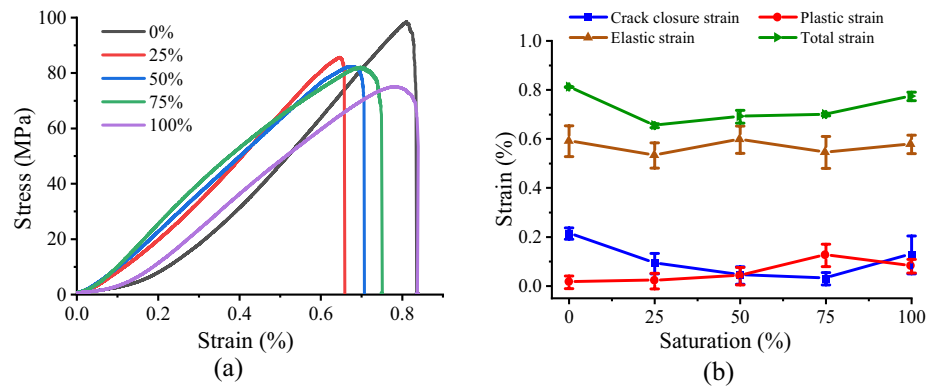 100
80
60
40
20
0
Stress (MPa)
0%
25%
50%
75%
100%
0.0 0.2 0.4 0.6 0.8
Strain (%)
(a)
Crack closure strain Plastic strain
Elastic strain Total strain
1.0
0.8
0.6
0.4
0.2
0.0
Strain (%)
0 25 50 75 100
Saturation (%)
(b)